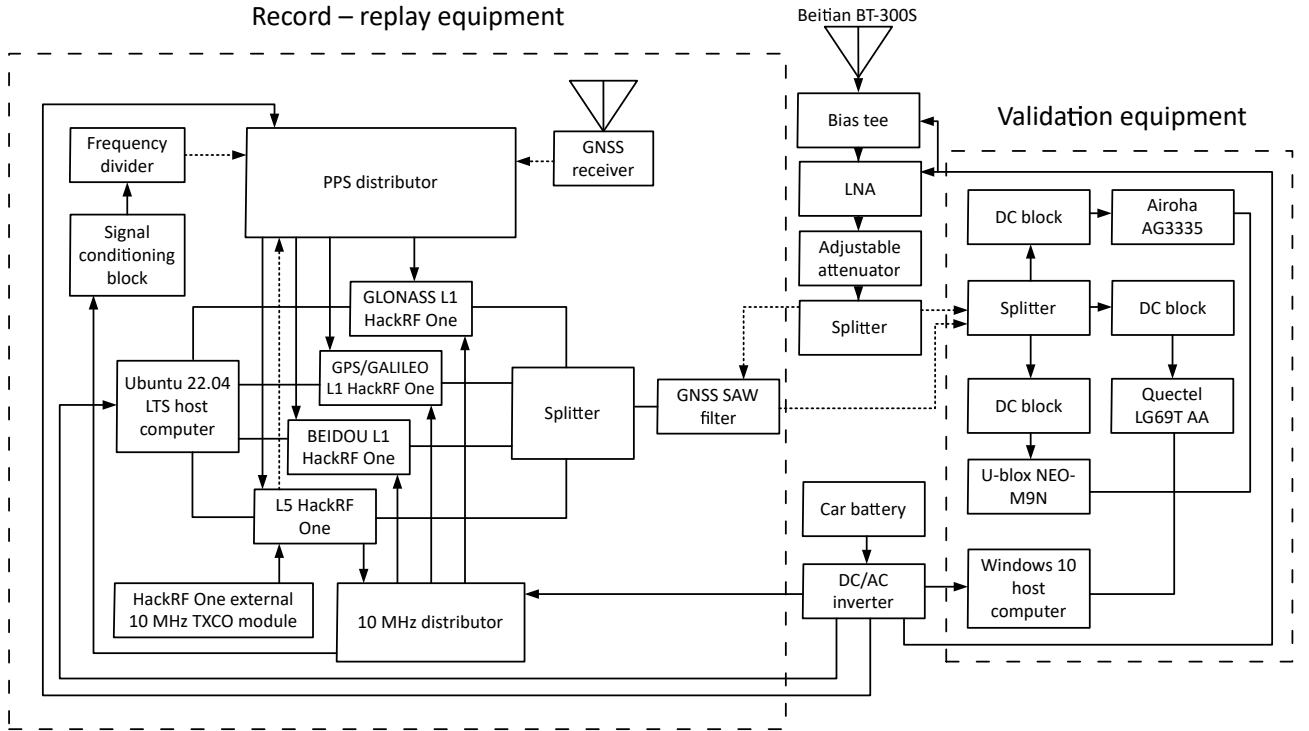 Record – replay equipment
Beitian BT-300S
Validation equipment
Frequency
divider
PPS distributor
GNSS
receiver
Signal
conditioning
block
GLONASS L1
HackRF One
GPS/GALILEO
L1 HackRF One
BEIDOU L1
HackRF One
L5 HackRF
One
Ubuntu 22.04
LTS host
computer
HackRF One external
10 MHz TXCO module
10 MHz distributor
Splitter
GNSS SAW
filter
Bias tee
LNA
Adjustable
attenuator
Splitter
Car battery
DC/AC
inverter
DC block
Airoha
AG3335
Splitter
DC block
DC block
Quectel
LG69T AA
U-blox NEO-
M9N
Windows 10
host
computer